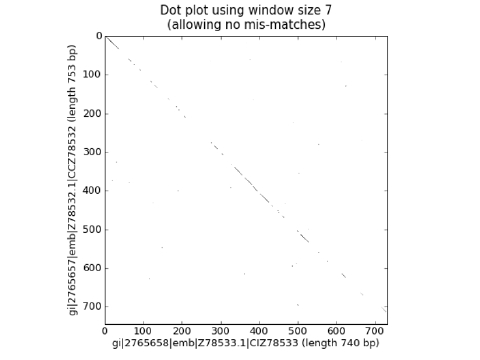 Dot plot using window size 7
(allowing no mis-matches)
0
100
200
300
400
500
600
700
gi|2765657|emb|Z78532.1|CCZ78532 (length 753 bp)
0 100 200 300 400 500 600 700
gi|2765658|emb|Z78533.1|CIZ78533 (length 740 bp)